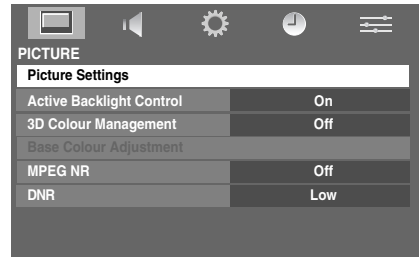 PICTURE
Picture Settings
Active Backlight Control On
3D Colour Management Off
Base Colour Adjustment
MPEG NR Off
DNR Low